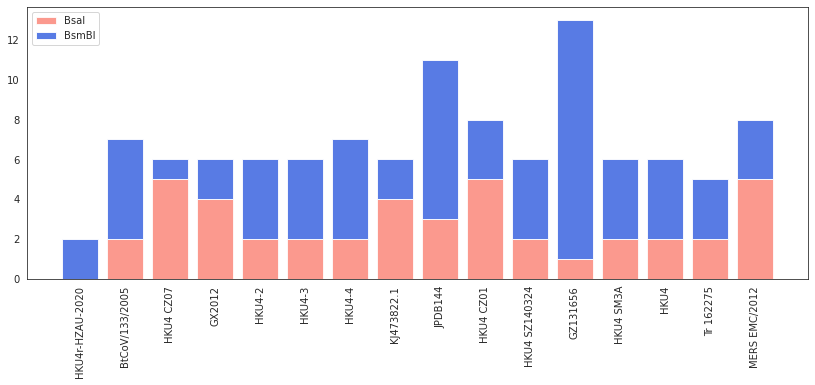 BsaI
BsmBI
12
10
8
6
4
2
0
HKU4r-HZAU-2020
BtCoV/133/2005
HKU4 CZ07
GX2012
HKU4-2
HKU4-3
HKU4-4
KJ473822.1
JPDB144
HKU4 CZ01
HKU4 SZ140324
GZ131656
HKU4 SM3A
HKU4
Tr 162275
MERS EMC/2012